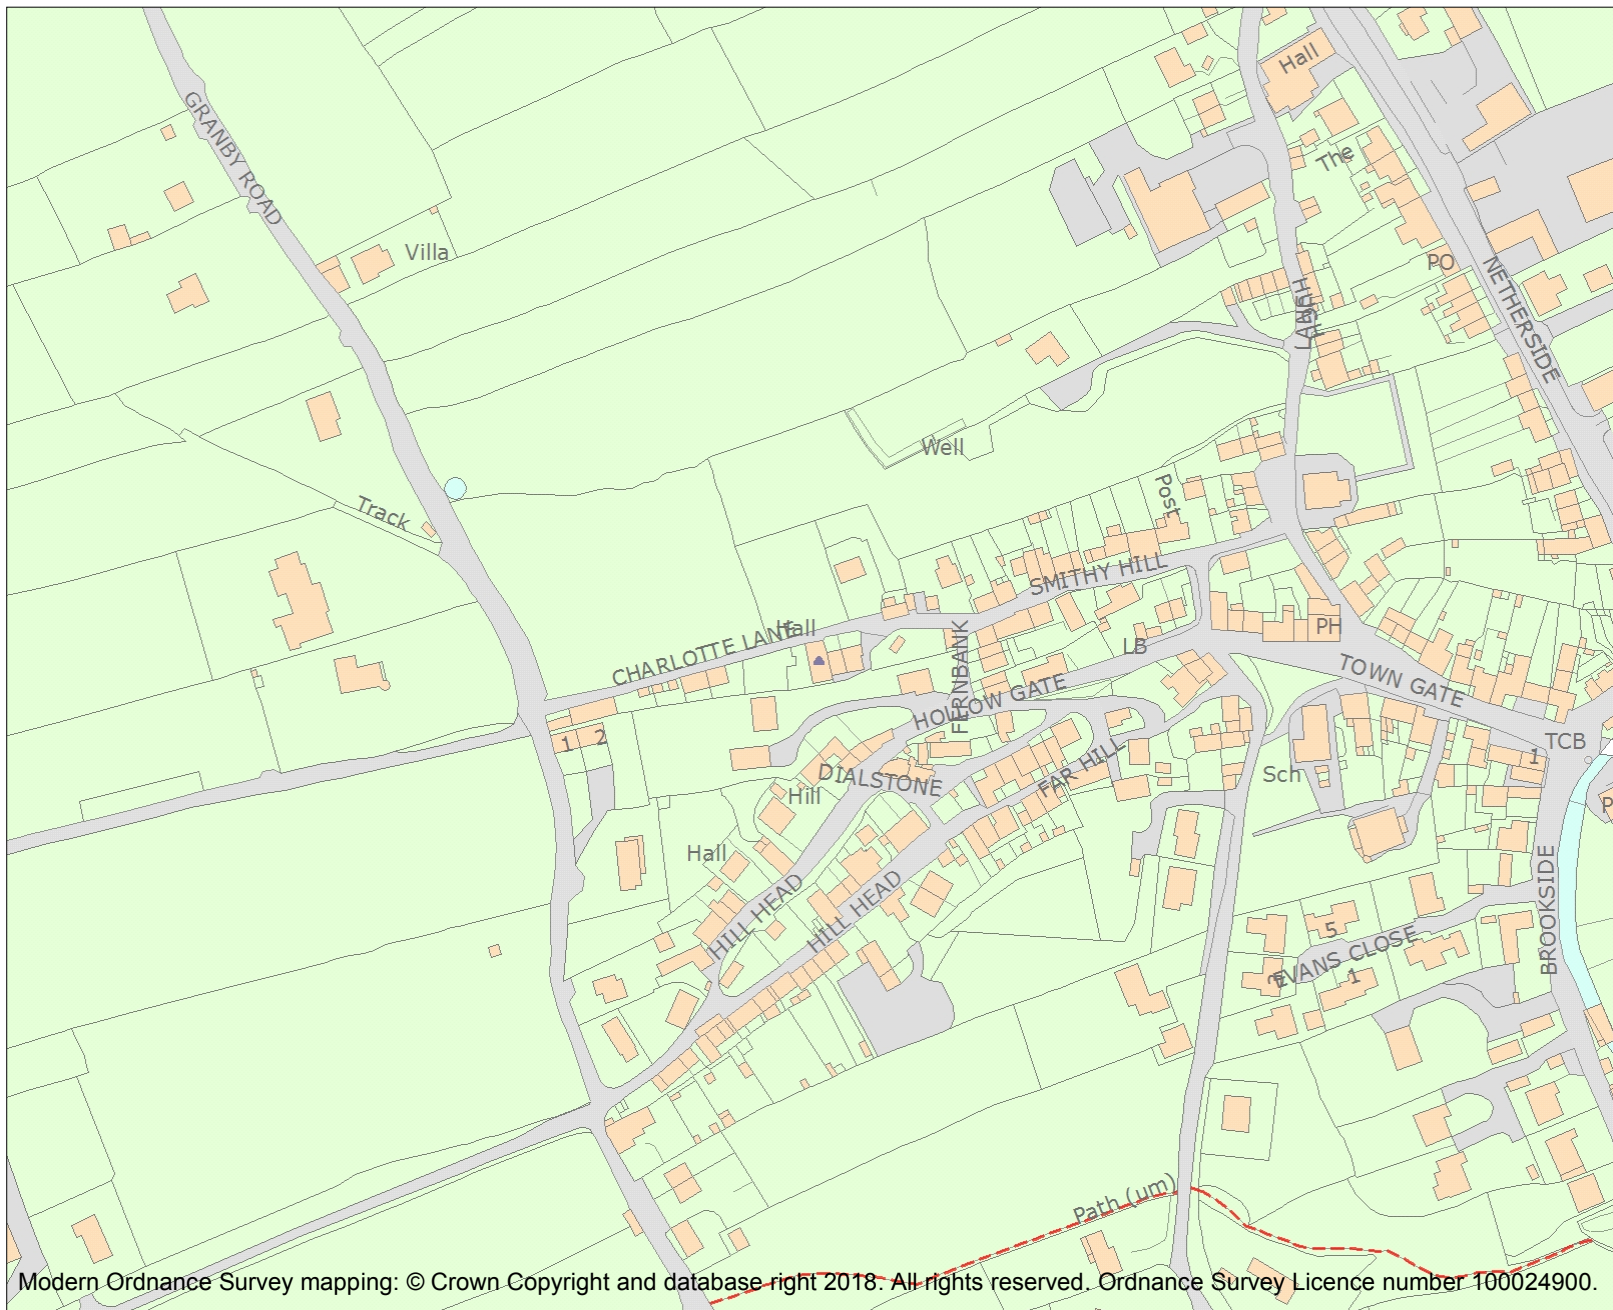 Hall
GRANBY ROAD
The
Villa
PO
NETHERSIDE
HUGH
LANE
Well
Post
Track
SMITHY HILL
Hall
CHARLOTTE LANE
PH
LB
FERNBANK
TOWN GATE
HOLLOW GATE
1 2
TCB
1
FAR HILL
Sch
DIALSTONE
Hill
P
Hall
HILL HEAD
HILL HEAD
BROOKSIDE
5
EVANS CLOSE
3
1
Path (um)
Modern Ordnance Survey mapping: © Crown Copyright and database right 2018. All rights reserved. Ordnance Survey Licence number 100024900.